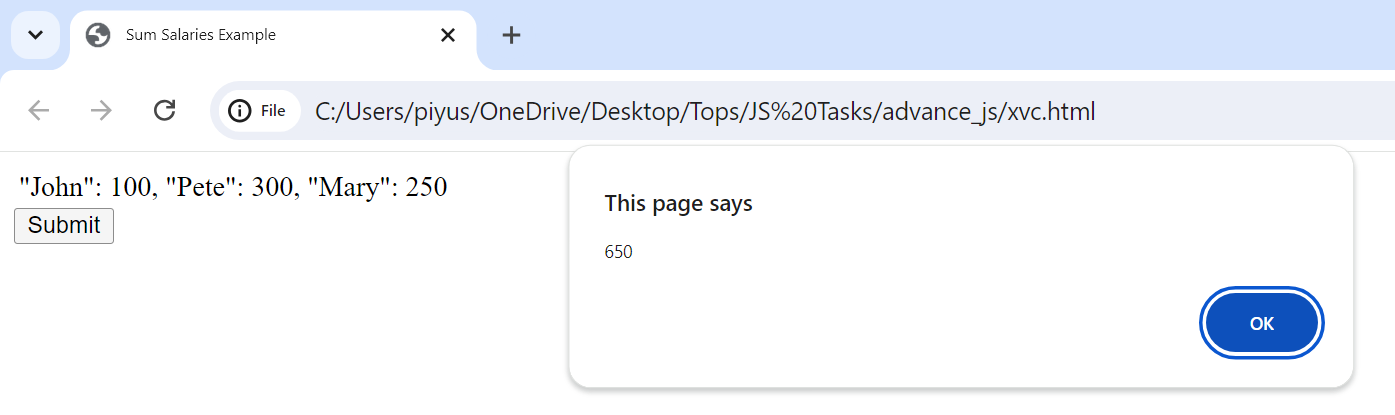 Sum Salaries Example
File C:/Users/piyus/OneDrive/Desktop/Tops/JS%20Tasks/advance_js/xvc.html
"John": 100, "Pete": 300, "Mary": 250
Submit
This page says
650
OK